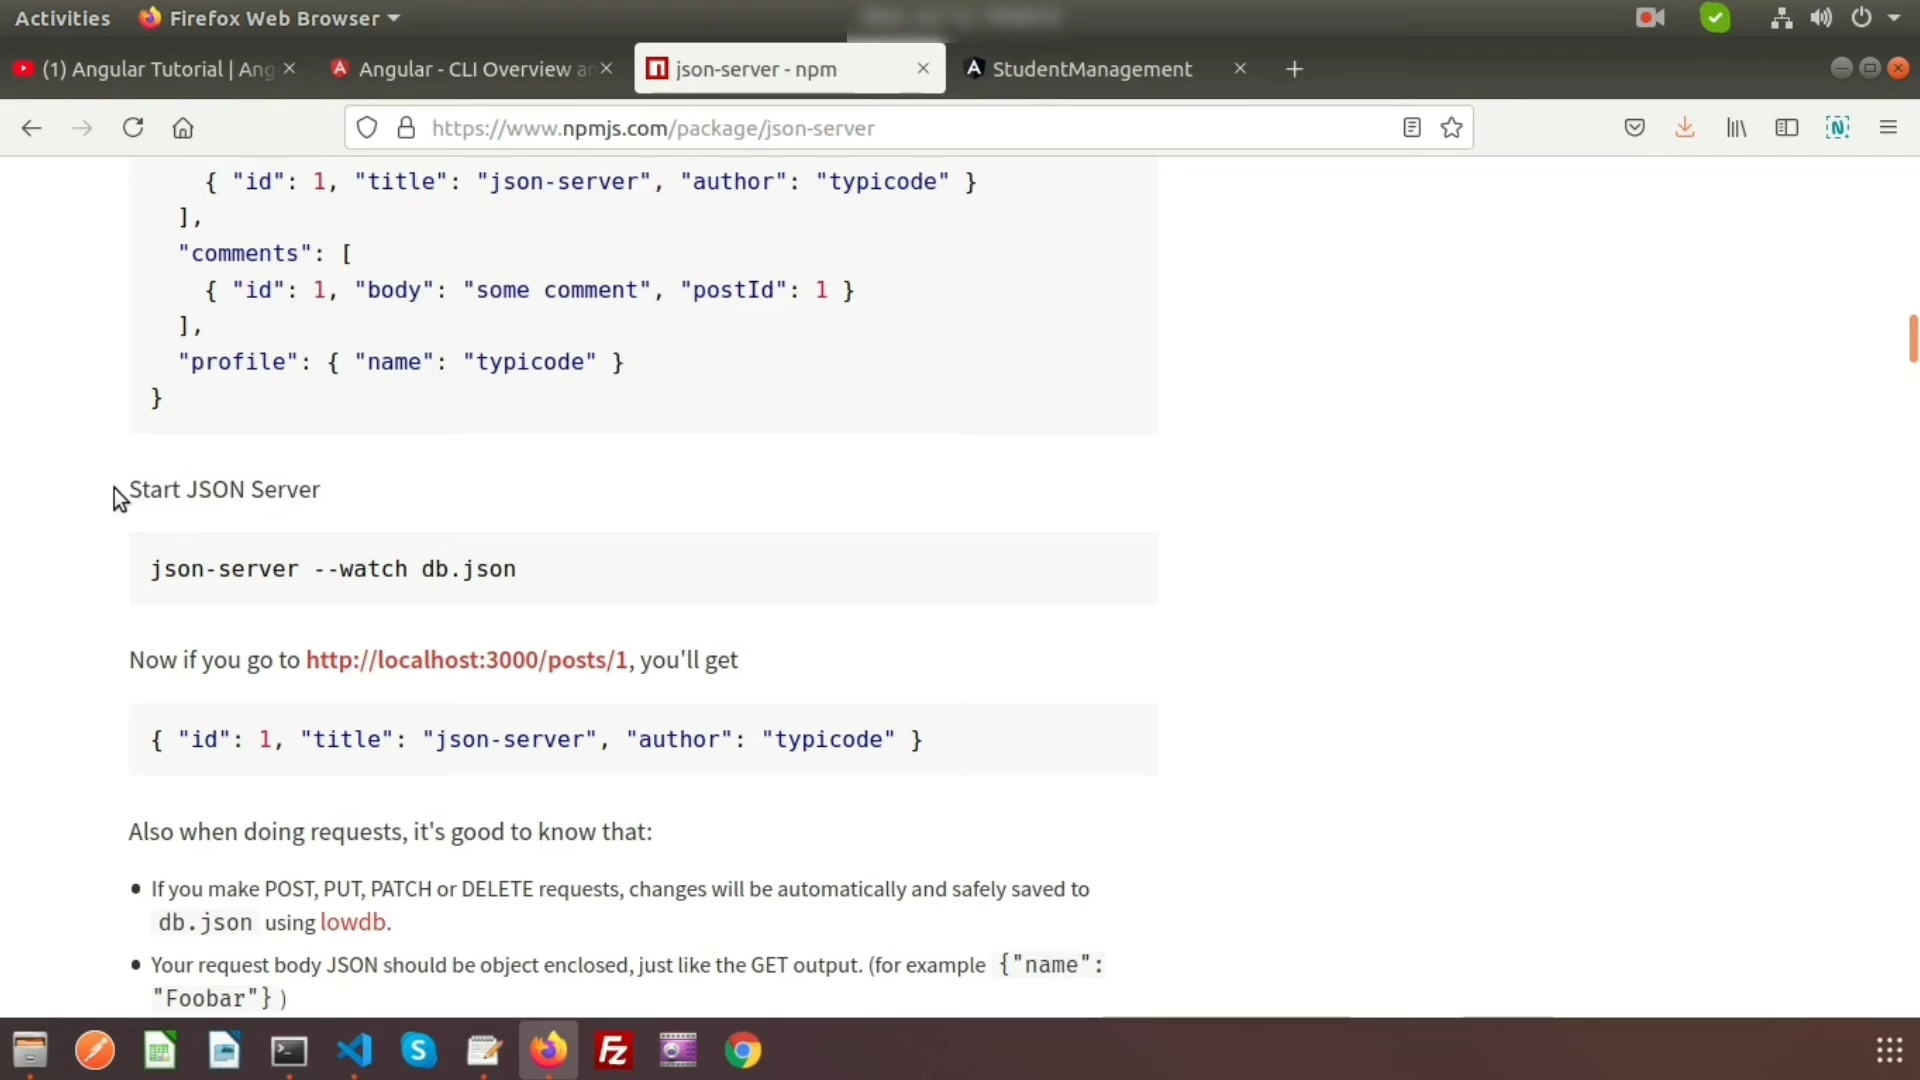 Activities Firefox Web Browser
(1) Angular Tutorial | Ang
Angular - CLI Overview an
json-server - npm
StudentManagement
https://www.npmjs.com/package/json-server
{ "id": 1, "title": "json-server", "author": "typicode" }
],
"comments": [
{ "id": 1, "body": "some comment", "postId": 1 }
],
"profile": { "name": "typicode" }
}
Start JSON Server
json-server --watch db.json
Now if you go to http://localhost:3000/posts/1, you'll get
{ "id": 1, "title": "json-server", "author": "typicode" }
Also when doing requests, it's good to know that:
• If you make POST, PUT, PATCH or DELETE requests, changes will be automatically and safely saved to
db.json using lowdb.
• Your request body JSON should be object enclosed, just like the GET output. (for example {"name":
"Foobar"} )